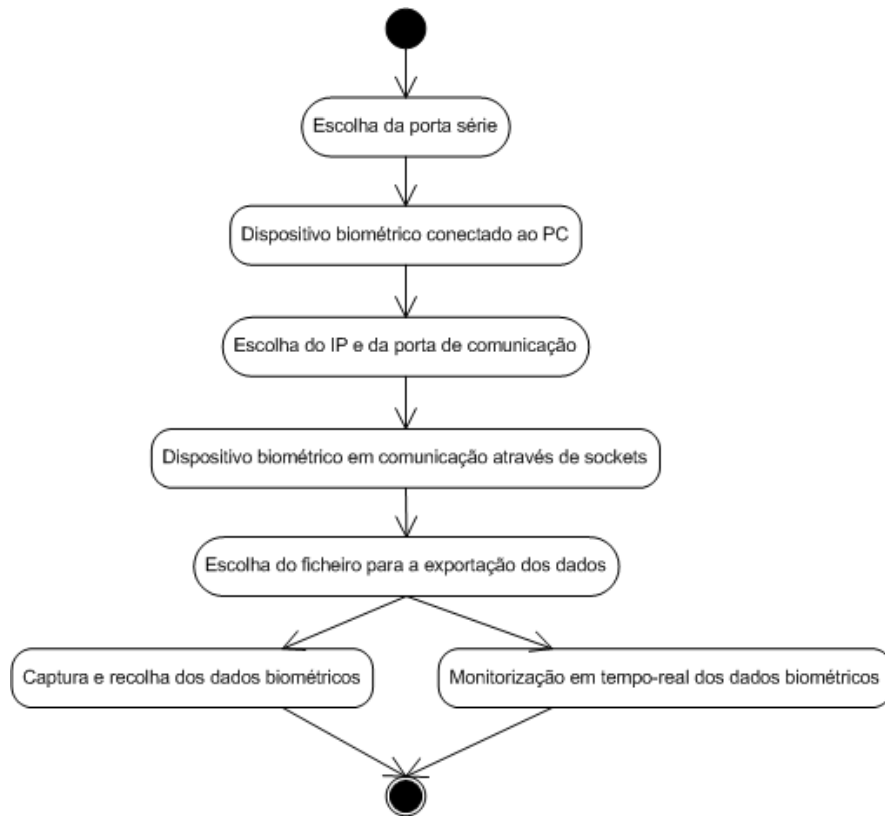 Escolha da porta série
Dispositivo biométrico conectado ao PC
Escolha do IP e da porta de comunicação
Dispositivo biométrico em comunicação através de sockets
Escolha do ficheiro para a exportação dos dados
Captura e recolha dos dados biométricos
Monitorização em tempo-real dos dados biométricos